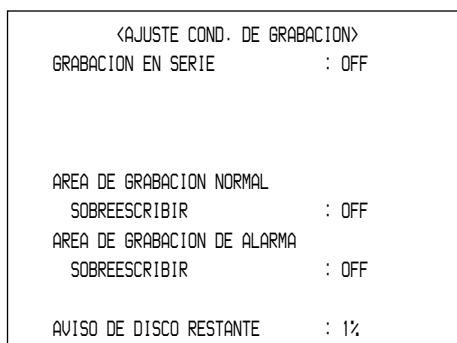 <AJUSTE COND. DE GRABACION>
GRABACION EN SERIE : OFF
AREA DE GRABACION NORMAL
SOBREESCRIBIR : OFF
AREA DE GRABACION DE ALARMA
SOBREESCRIBIR : OFF
AVISO DE DISCO RESTANTE : 1%